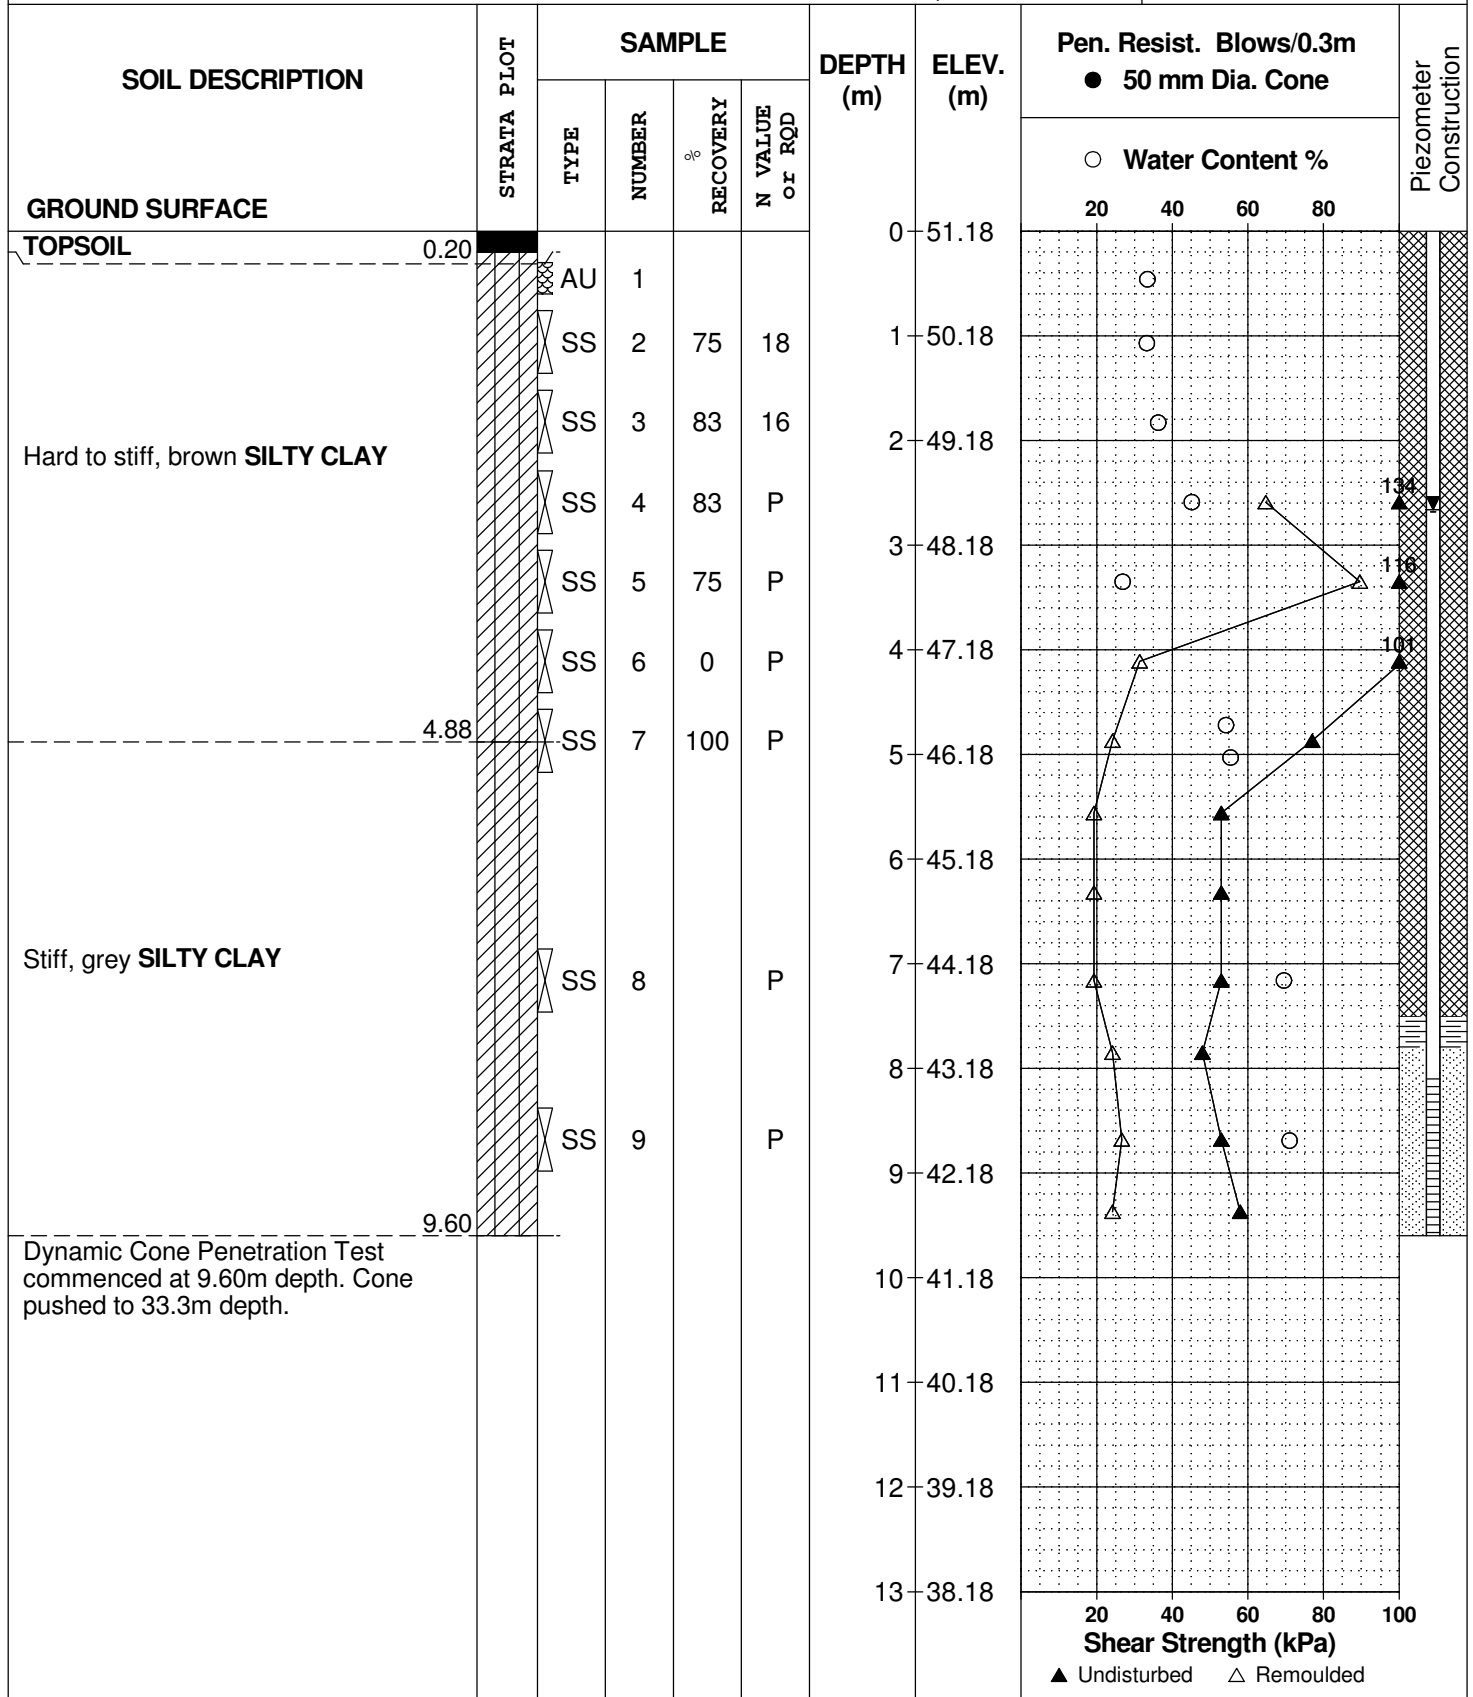 SOIL DESCRIPTION
GROUND SURFACE
STRATA PLOT
SAMPLE
TYPE
NUMBER
%
RECOVERY
N VALUE
or RQD
DEPTH
(m)
ELEV.
(m)
Pen. Resist. Blows/0.3m
● 50 mm Dia. Cone
○ Water Content %
20 40 60 80
Piezometer
Construction
TOPSOIL 0.20
0 51.18
AU 1
SS 2 75 18
1 50.18
SS 3 83 16
2 49.18
Hard to stiff, brown SILTY CLAY
SS 4 83 P
134
3 48.18
SS 5 75 P
116
4 47.18
SS 6 0 P
101
4.88
SS 7 100 P
5 46.18
6 45.18
Stiff, grey SILTY CLAY
7 44.18
SS 8 P
8 43.18
SS 9 P
9 42.18
9.60
Dynamic Cone Penetration Test
commenced at 9.60m depth. Cone
pushed to 33.3m depth.
10 41.18
11 40.18
12 39.18
13 38.18
20 40 60 80 100
Shear Strength (kPa)
▲ Undisturbed △ Remoulded